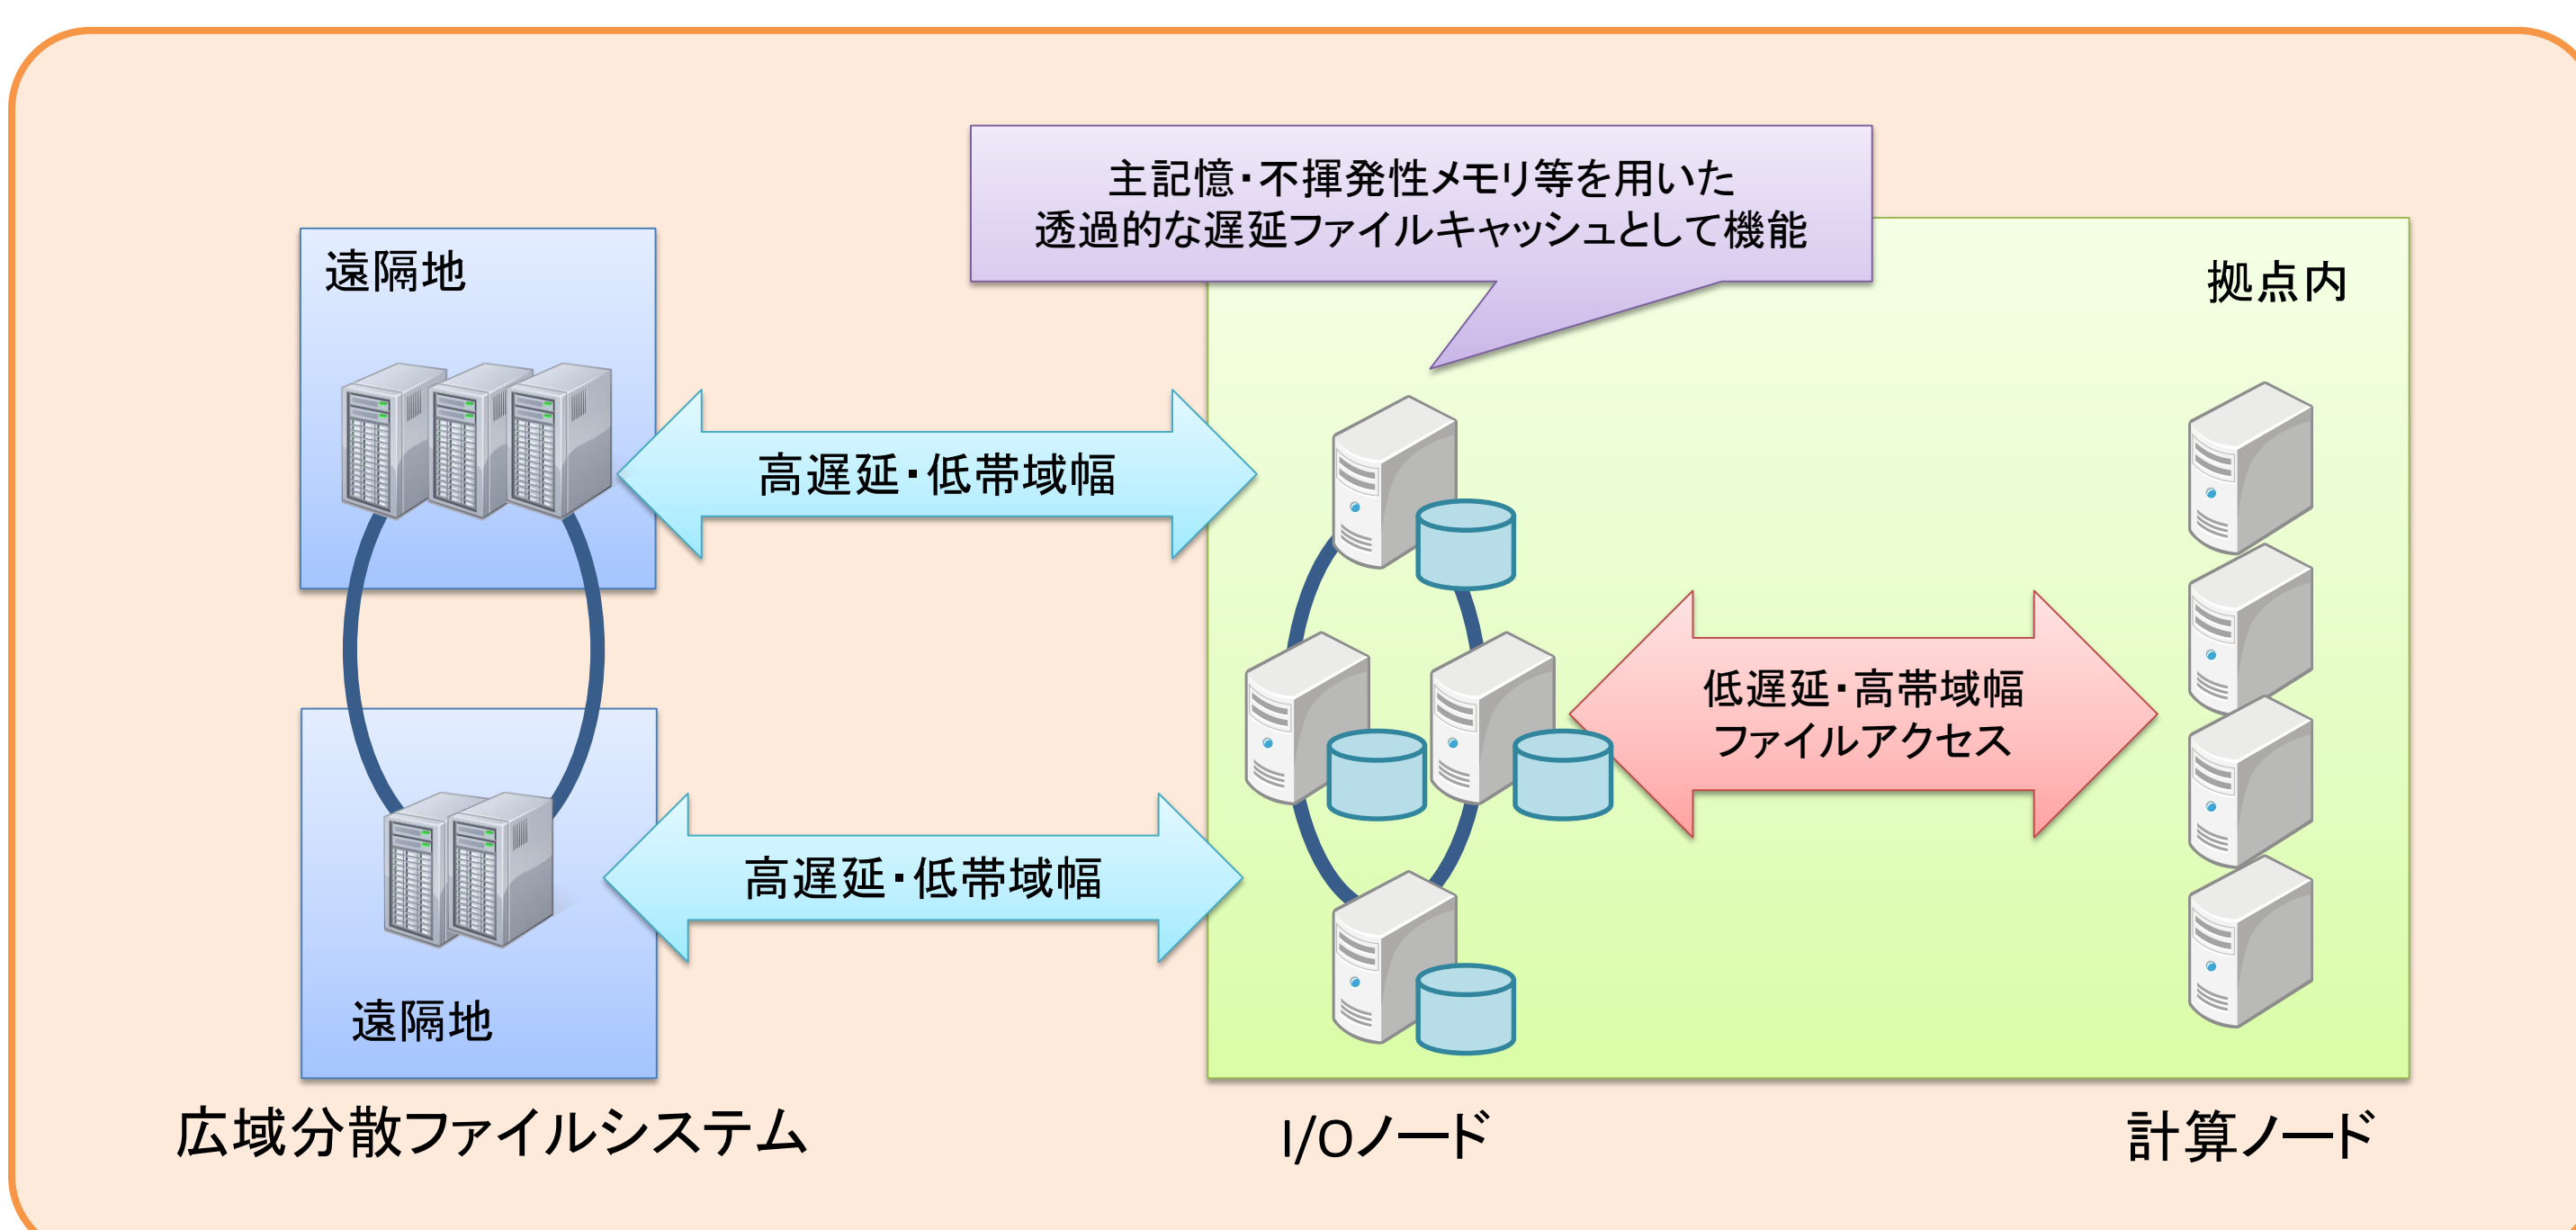 主記憶・不揮発性メモリ等を用いた
透過的な遅延ファイルキャッシュとして機能
遠隔地
拠点内
高遅延・低帯域幅
低遅延・高帯域幅
ファイルアクセス
高遅延・低帯域幅
遠隔地
広域分散ファイルシステム
I/Oノード
計算ノード